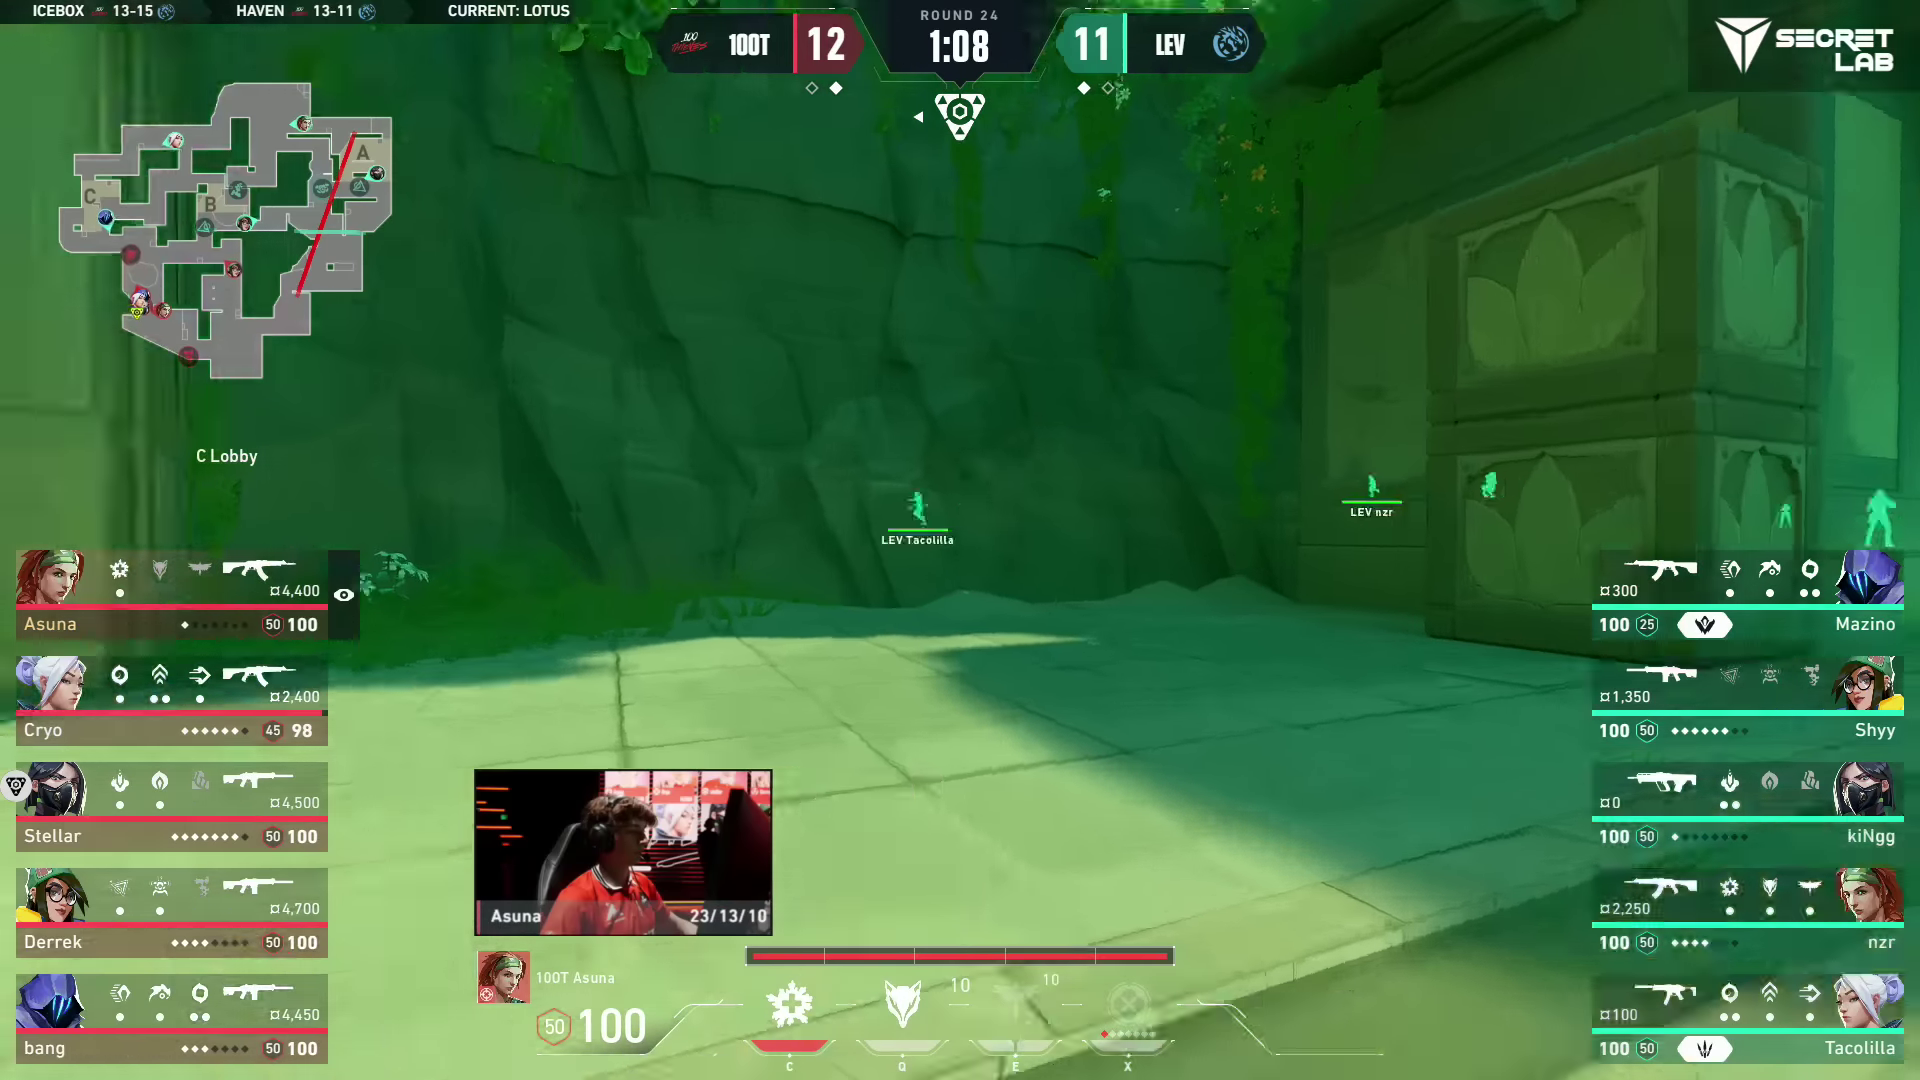 ICEBOX 13-15
HAVEN 13-11
CURRENT: LOTUS
100 THIEVES 100T 12
ROUND 24
1:08
11 LEV
SECRET LAB
A
B
C
C Lobby
LEV Tacolilla
LEV nzr
4,400
Asuna 50 100
2,400
Cryo 45 98
4,500
Stellar 50 100
4,700
Derrek 50 100
4,450
bang 50 100
300
100 25 Mazino
1,350
100 50 Shyy
0
100 50 kiNgg
2,250
100 50 nzr
100
100 50 Tacolilla
Asuna 23/13/10
100T Asuna
50 100
10 10
C Q E X